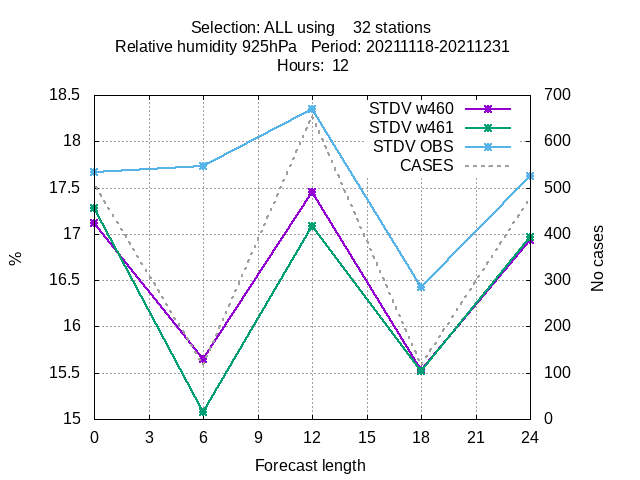 Selection: ALL using    32 stations
Relative humidity 925hPa   Period: 20211118-20211231
Hours:  12
STDV w460
STDV w461
STDV OBS
CASES
18.5
18
17.5
17
16.5
16
15.5
15
%
700
600
500
400
300
200
100
0
No cases
0 3 6 9 12 15 18 21 24
Forecast length